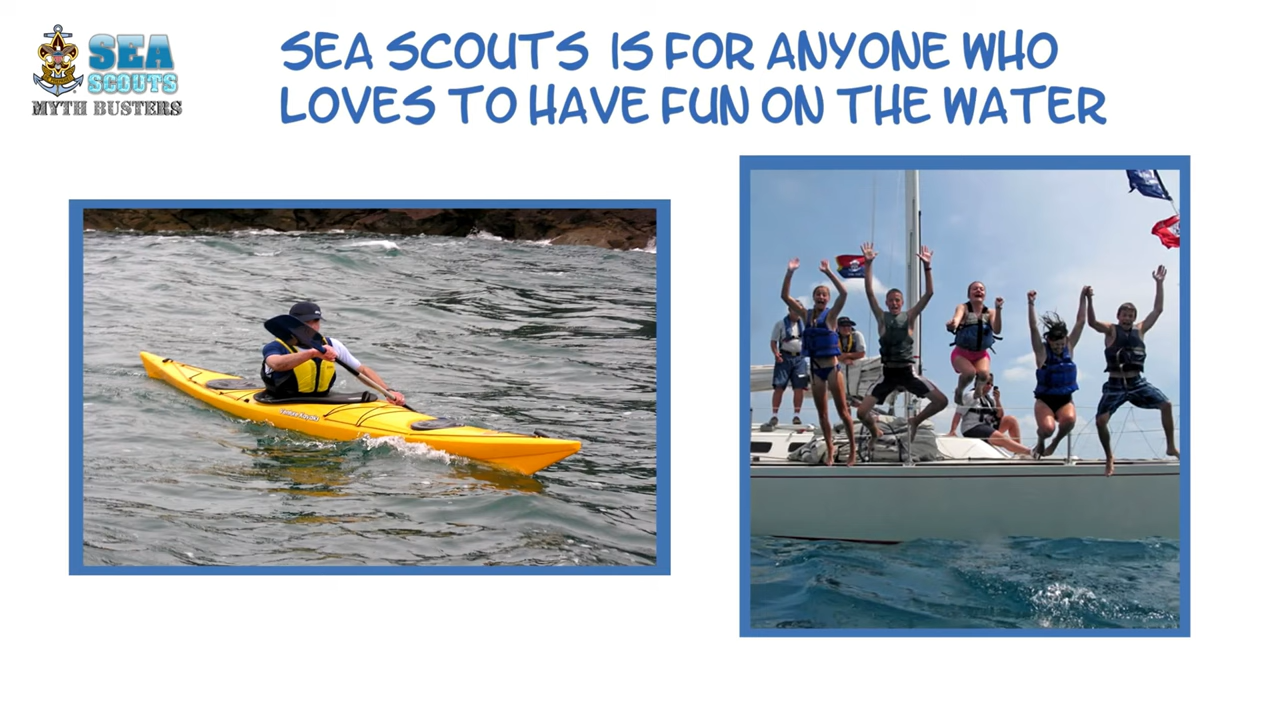 SEA
SCOUTS
MYTH BUSTERS
SEA SCOUTS IS FOR ANYONE WHO
LOVES TO HAVE FUN ON THE WATER